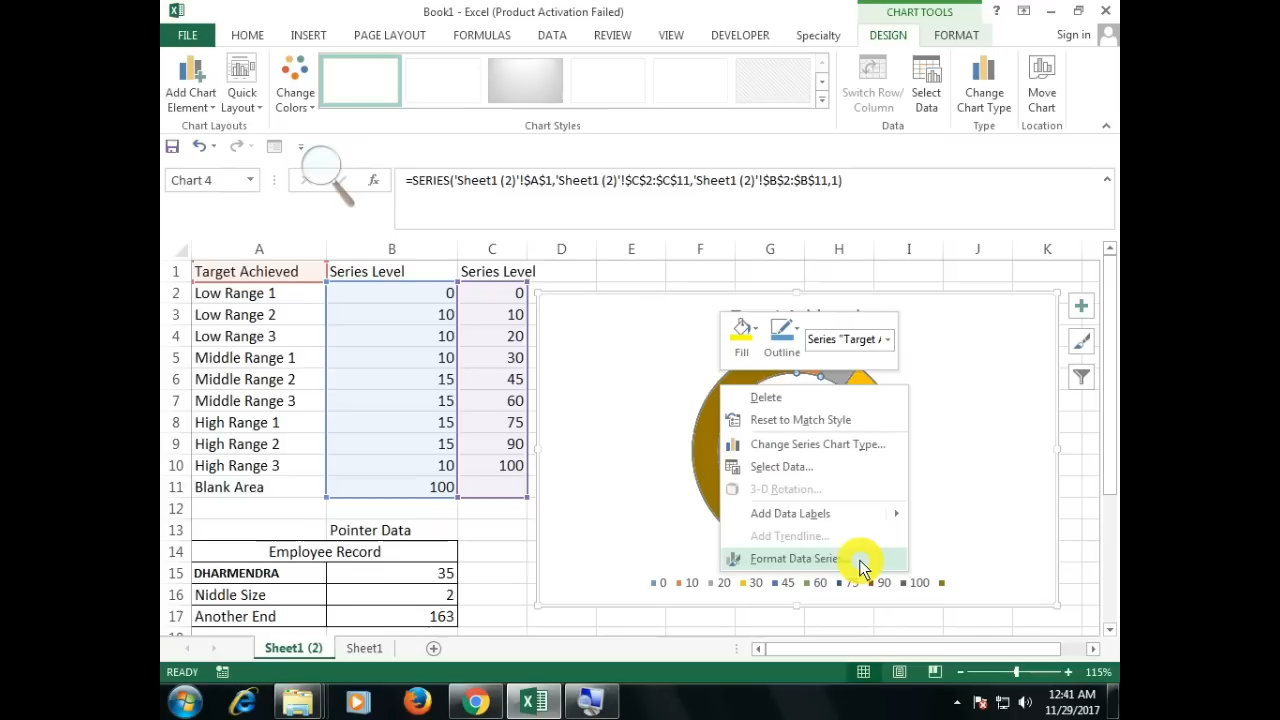 Book1 - Excel (Product Activation Failed)
CHART TOOLS
?
FILE
HOME
INSERT
PAGE LAYOUT
FORMULAS
DATA
REVIEW
VIEW
DEVELOPER
Specialty
DESIGN
FORMAT
Sign in
Add Chart
Element
Quick
Layout
Change
Colors
Switch Row/
Column
Select
Data
Change
Chart Type
Move
Chart
Chart Layouts
Chart Styles
Data
Type
Location
Chart 4
fx
=SERIES('Sheet1 (2)'!$A$1,'Sheet1 (2)'!$C$2:$C$11,'Sheet1 (2)'!$B$2:$B$11,1)
A B C D E F G H I J K
1 Target Achieved Series Level Series Level
2 Low Range 1 0 0
3 Low Range 2 10 10
4 Low Range 3 10 20
5 Middle Range 1 10 30
6 Middle Range 2 15 45
7 Middle Range 3 15 60
8 High Range 1 15 75
9 High Range 2 15 90
10 High Range 3 10 100
11 Blank Area 100
12
13 Pointer Data
14 Employee Record
15 DHARMENDRA 35
16 Niddle Size 2
17 Another End 163
Fill
Outline
Series "Target A
Delete
Reset to Match Style
Change Series Chart Type...
Select Data...
3-D Rotation...
Add Data Labels
Add Trendline...
Format Data Series...
0 10 20 30 45 60 75 90 100
Sheet1 (2)
Sheet1
READY
115%
12:41 AM
11/29/2017